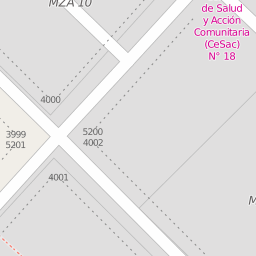 MZA 10
de Salud
y Acción
Comunitaria
(CeSac)
N° 18
4000
3999
5201
5200
4002
4001
M